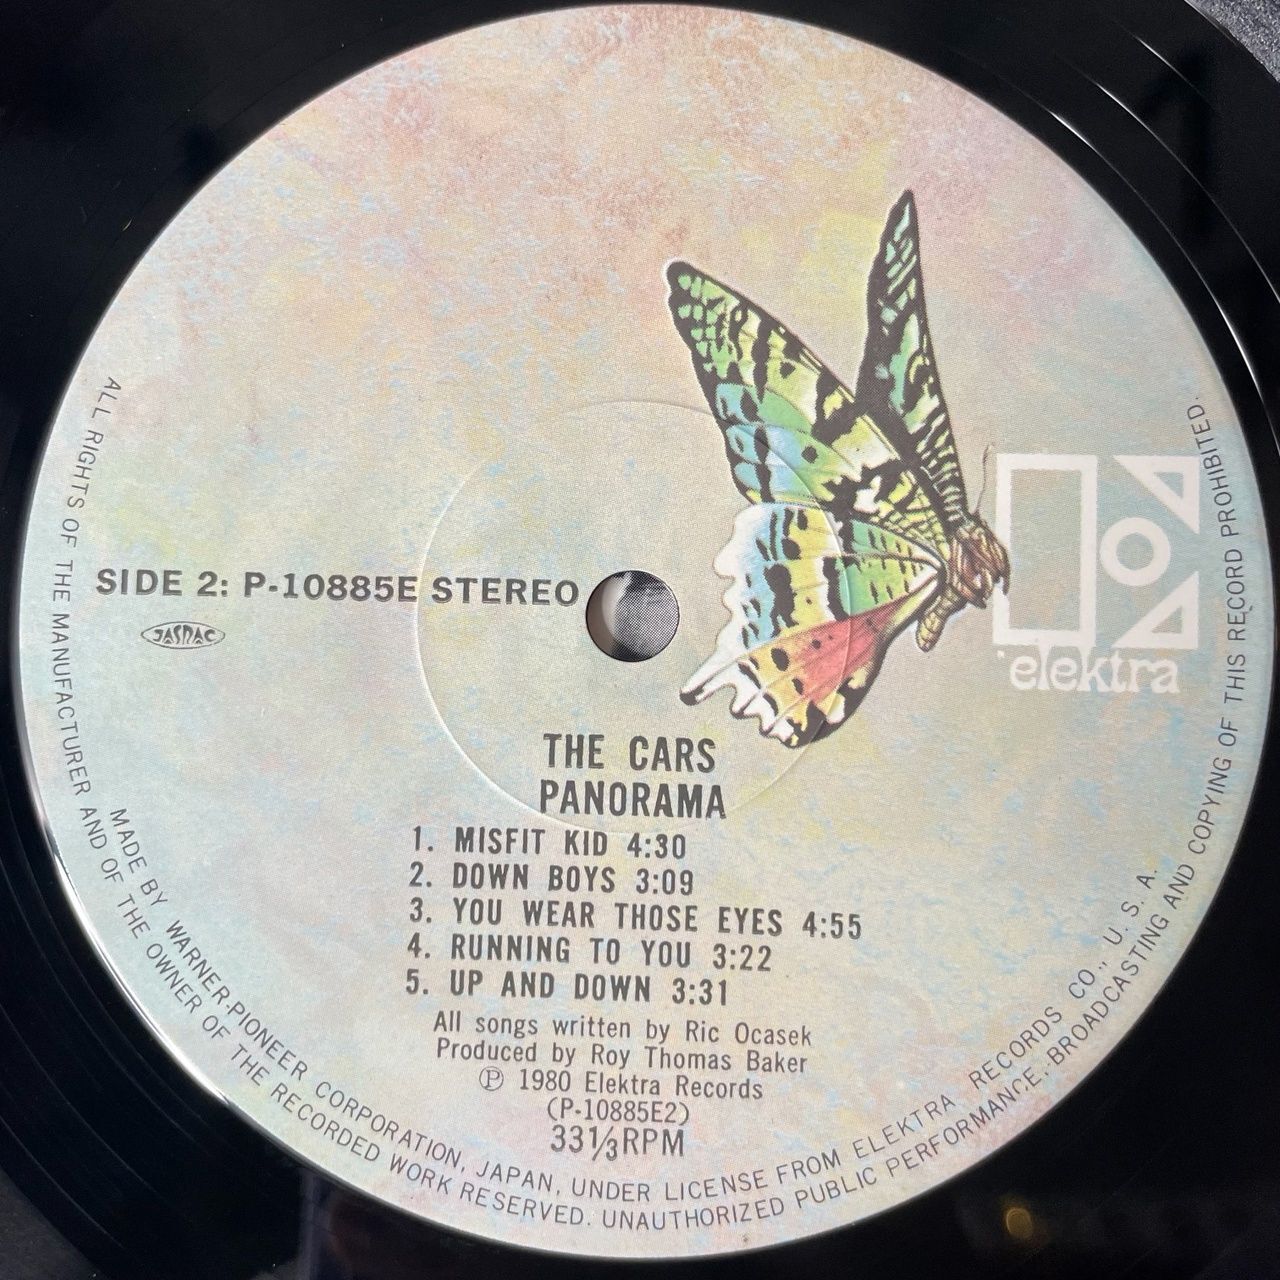 SIDE 2: P-10885E STEREO
JASRAC
elektra
THE CARS
PANORAMA
1. MISFIT KID 4:30
2. DOWN BOYS 3:09
3. YOU WEAR THOSE EYES 4:55
4. RUNNING TO YOU 3:22
5. UP AND DOWN 3:31
All songs written by Ric Ocasek
Produced by Roy Thomas Baker
Ⓟ 1980 Elektra Records
(P-10885E2)
33⅓RPM
MADE BY WARNER-PIONEER CORPORATION, JAPAN, UNDER LICENSE FROM ELEKTRA RECORDS CO., U. S. A.
ALL RIGHTS OF THE MANUFACTURER AND OF THE OWNER OF THE RECORDED WORK RESERVED. UNAUTHORIZED PUBLIC PERFORMANCE. BROADCASTING AND COPYING OF THIS RECORD PROHIBITED.